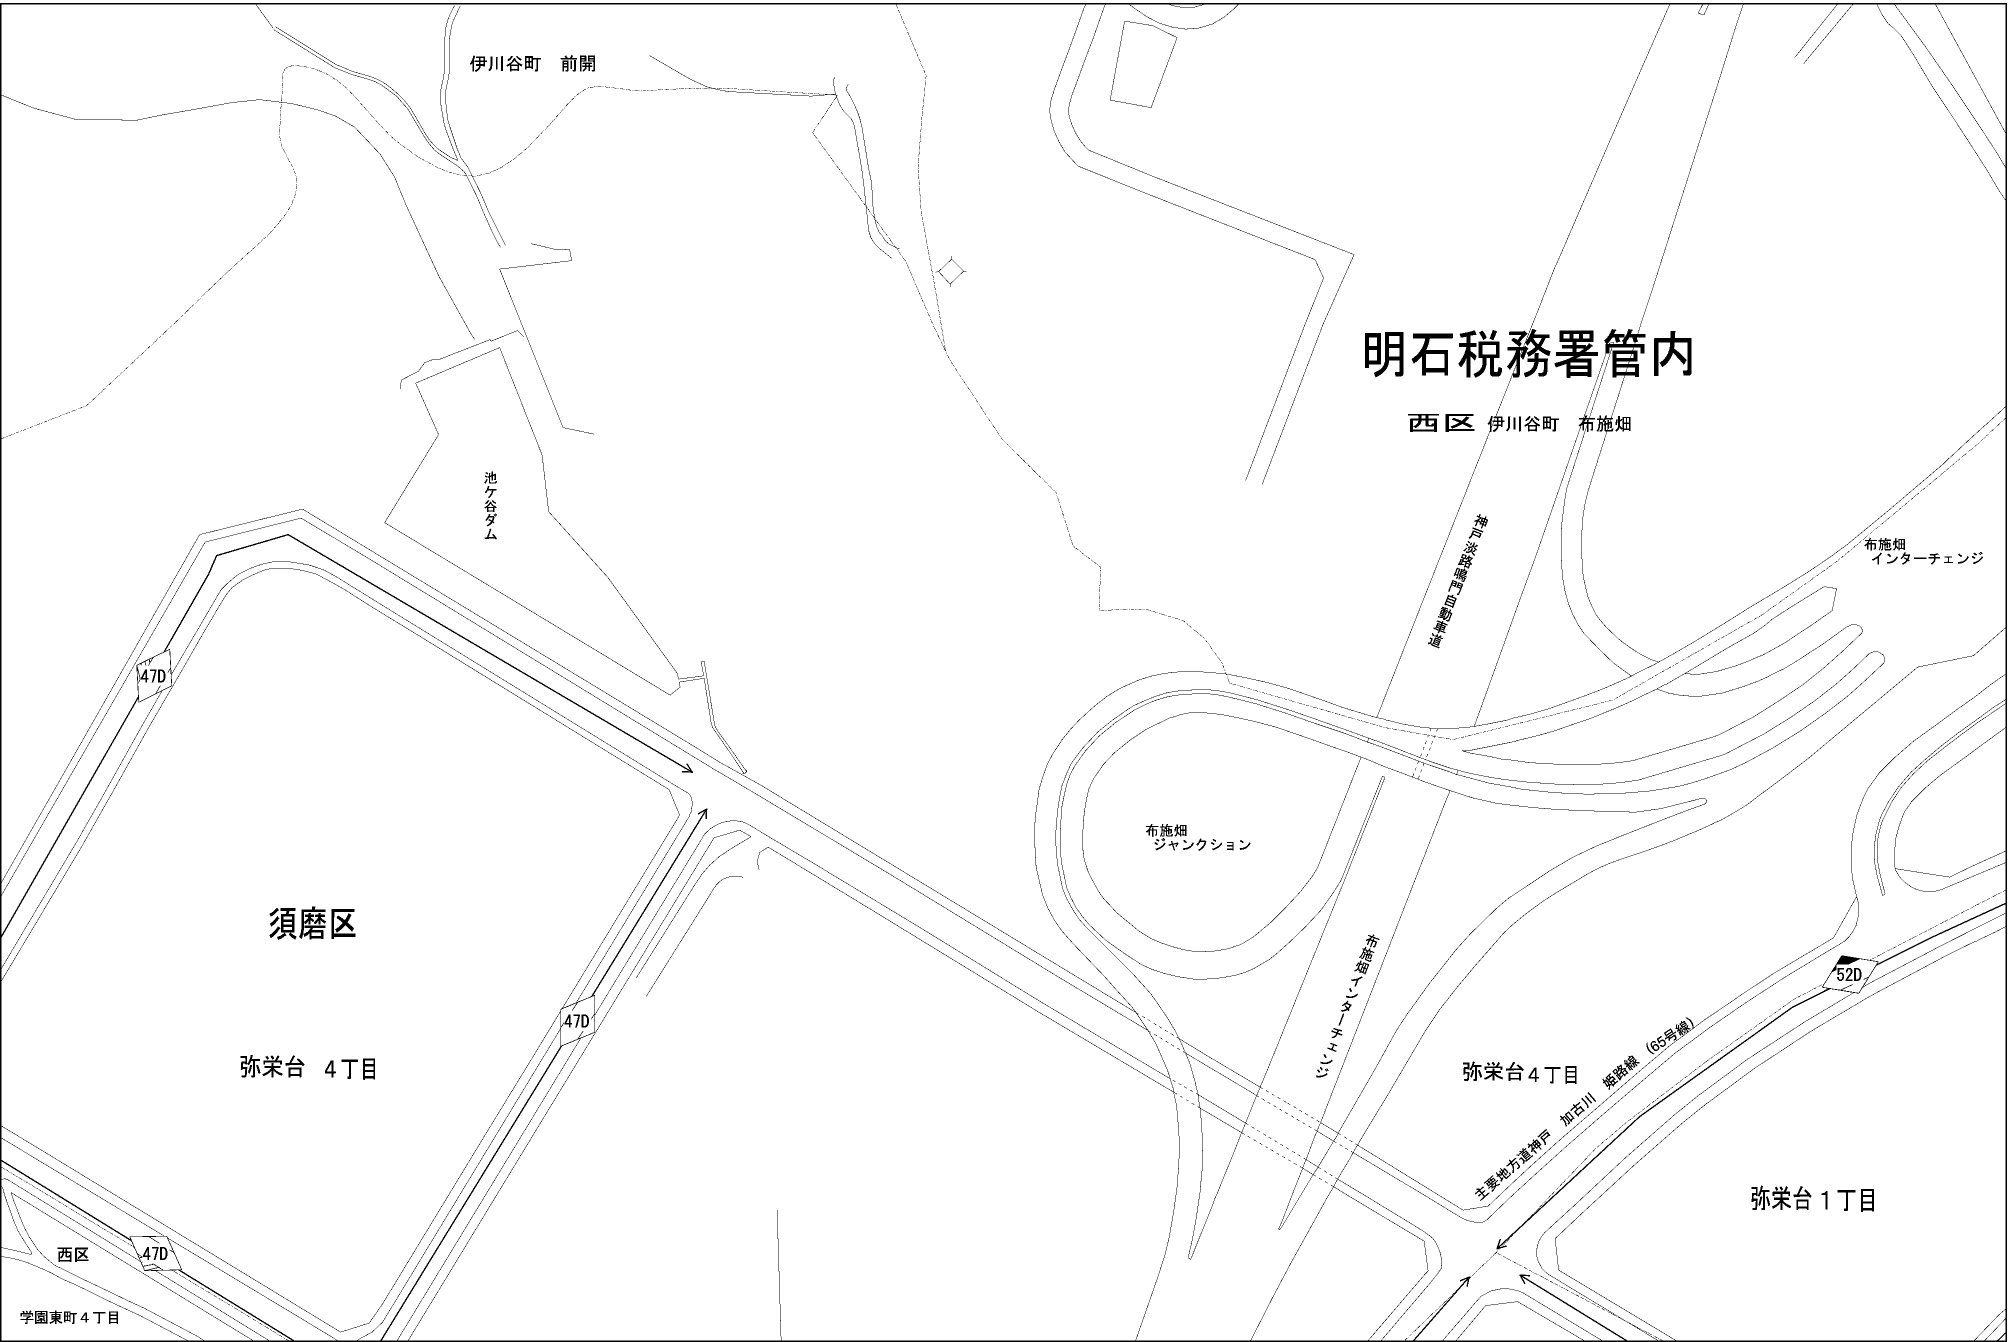 伊川谷町　前開
明石税務署管内
西区 伊川谷町　布施畑
池ケ谷ダム
神戸淡路鳴門自動車道
布施畑
インターチェンジ
47D
布施畑
ジャンクション
須磨区
布施畑インターチェンジ
52D
47D
弥栄台　4丁目
弥栄台4丁目
主要地方道神戸　加古川　姫路線　(65号線)
弥栄台1丁目
西区
47D
学園東町4丁目